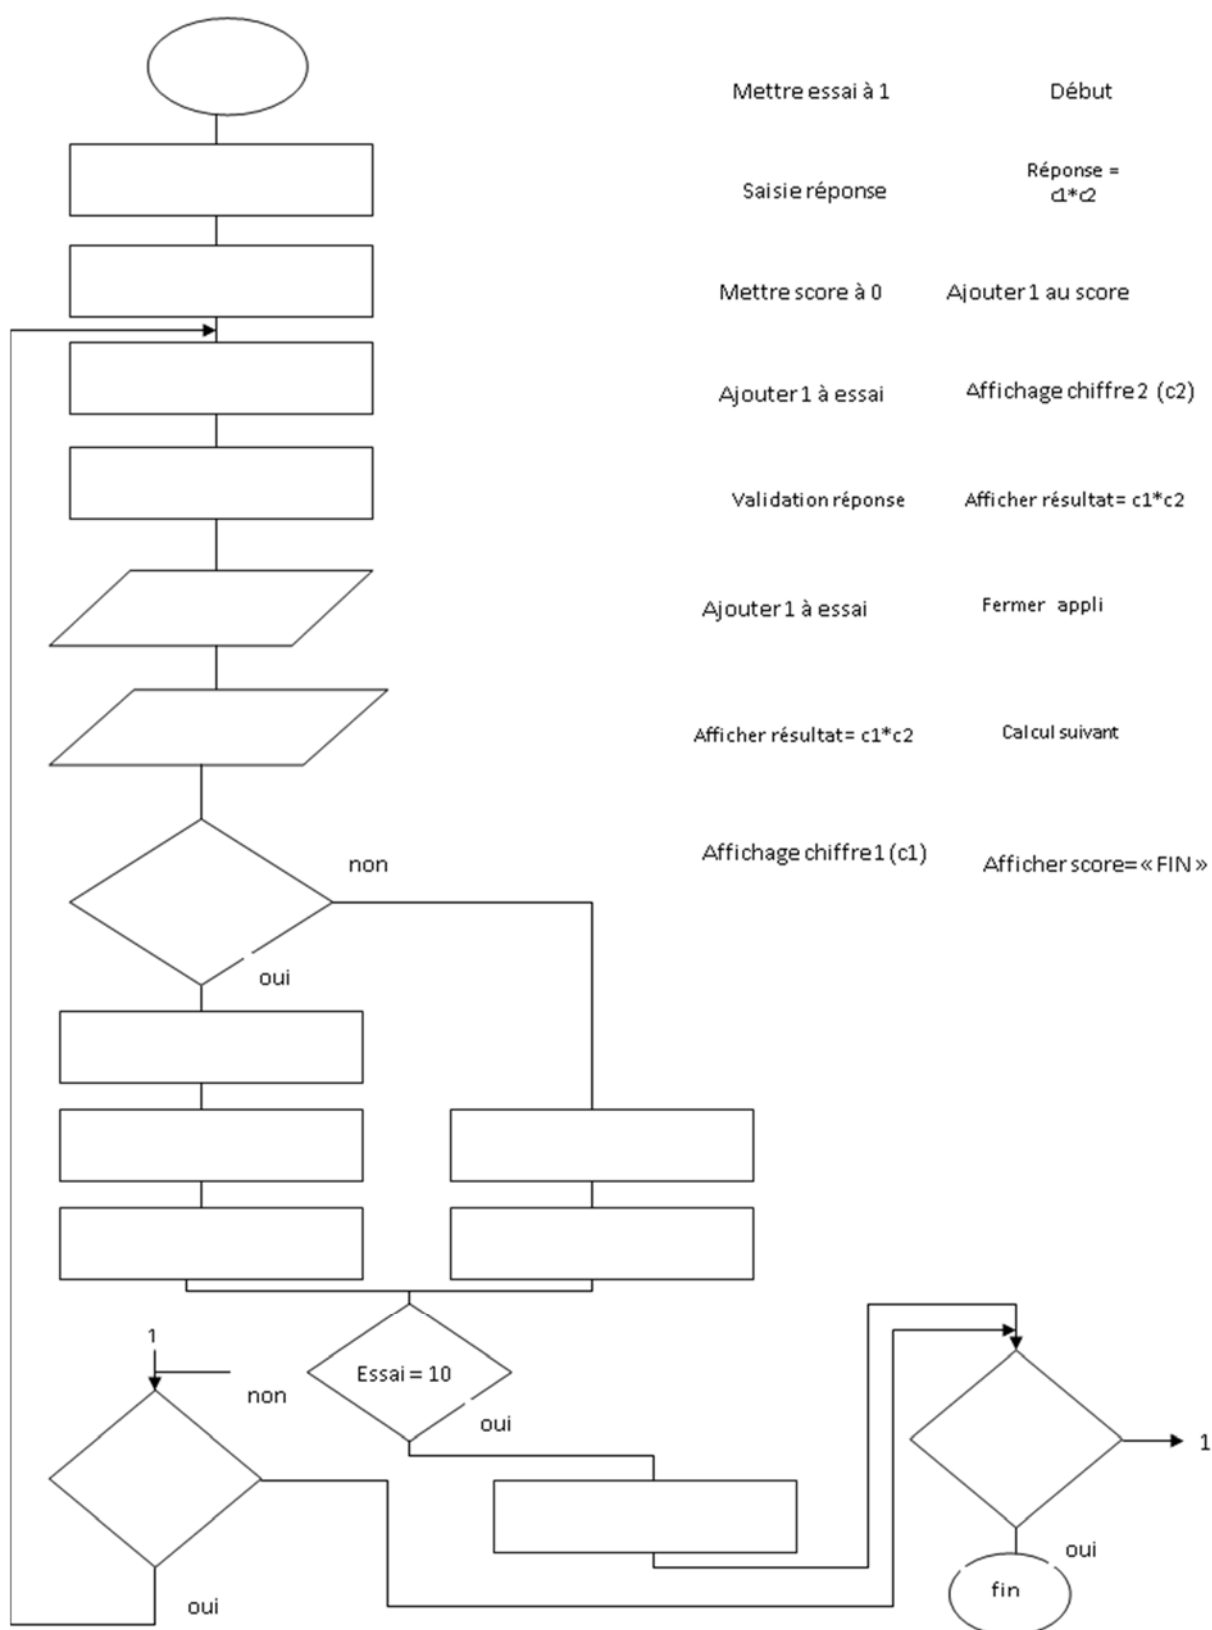 Mettre essai à 1
Début
Saisie réponse
Réponse =
c1*c2
Mettre score à 0
Ajouter 1 au score
Ajouter 1 à essai
Affichage chiffre 2 (c2)
Validation réponse
Afficher résultat= c1*c2
Ajouter 1 à essai
Fermer appli
Afficher résultat= c1*c2
Calcul suivant
Affichage chiffre 1 (c1)
Afficher score= « FIN »
non
oui
1
Essai = 10
non
oui
1
oui
fin
oui